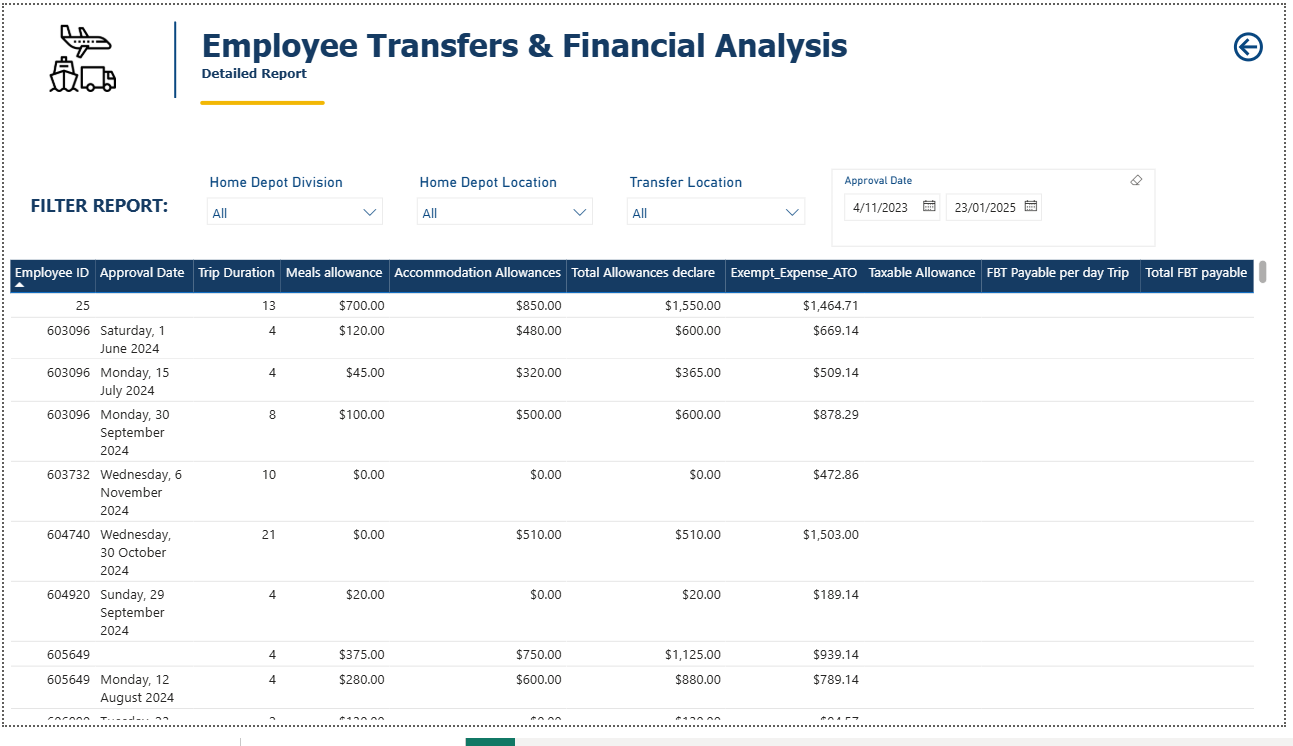 Employee Transfers & Financial Analysis
Detailed Report
FILTER REPORT:
Home Depot Division
All
Home Depot Location
All
Transfer Location
All
Approval Date
4/11/2023
23/01/2025
Employee ID Approval Date Trip Duration Meals allowance Accommodation Allowances Total Allowances declare Exempt_Expense_ATO Taxable Allowance FBT Payable per day Trip Total FBT payable
25 13 $700.00 $850.00 $1,550.00 $1,464.71
603096 Saturday, 1 4 $120.00 $480.00 $600.00 $669.14
June 2024
603096 Monday, 15 4 $45.00 $320.00 $365.00 $509.14
July 2024
603096 Monday, 30 8 $100.00 $500.00 $600.00 $878.29
September
2024
603732 Wednesday, 6 10 $0.00 $0.00 $0.00 $472.86
November
2024
604740 Wednesday, 21 $0.00 $510.00 $510.00 $1,503.00
30 October
2024
604920 Sunday, 29 4 $20.00 $0.00 $20.00 $189.14
September
2024
605649 4 $375.00 $750.00 $1,125.00 $939.14
605649 Monday, 12 4 $280.00 $600.00 $880.00 $789.14
August 2024